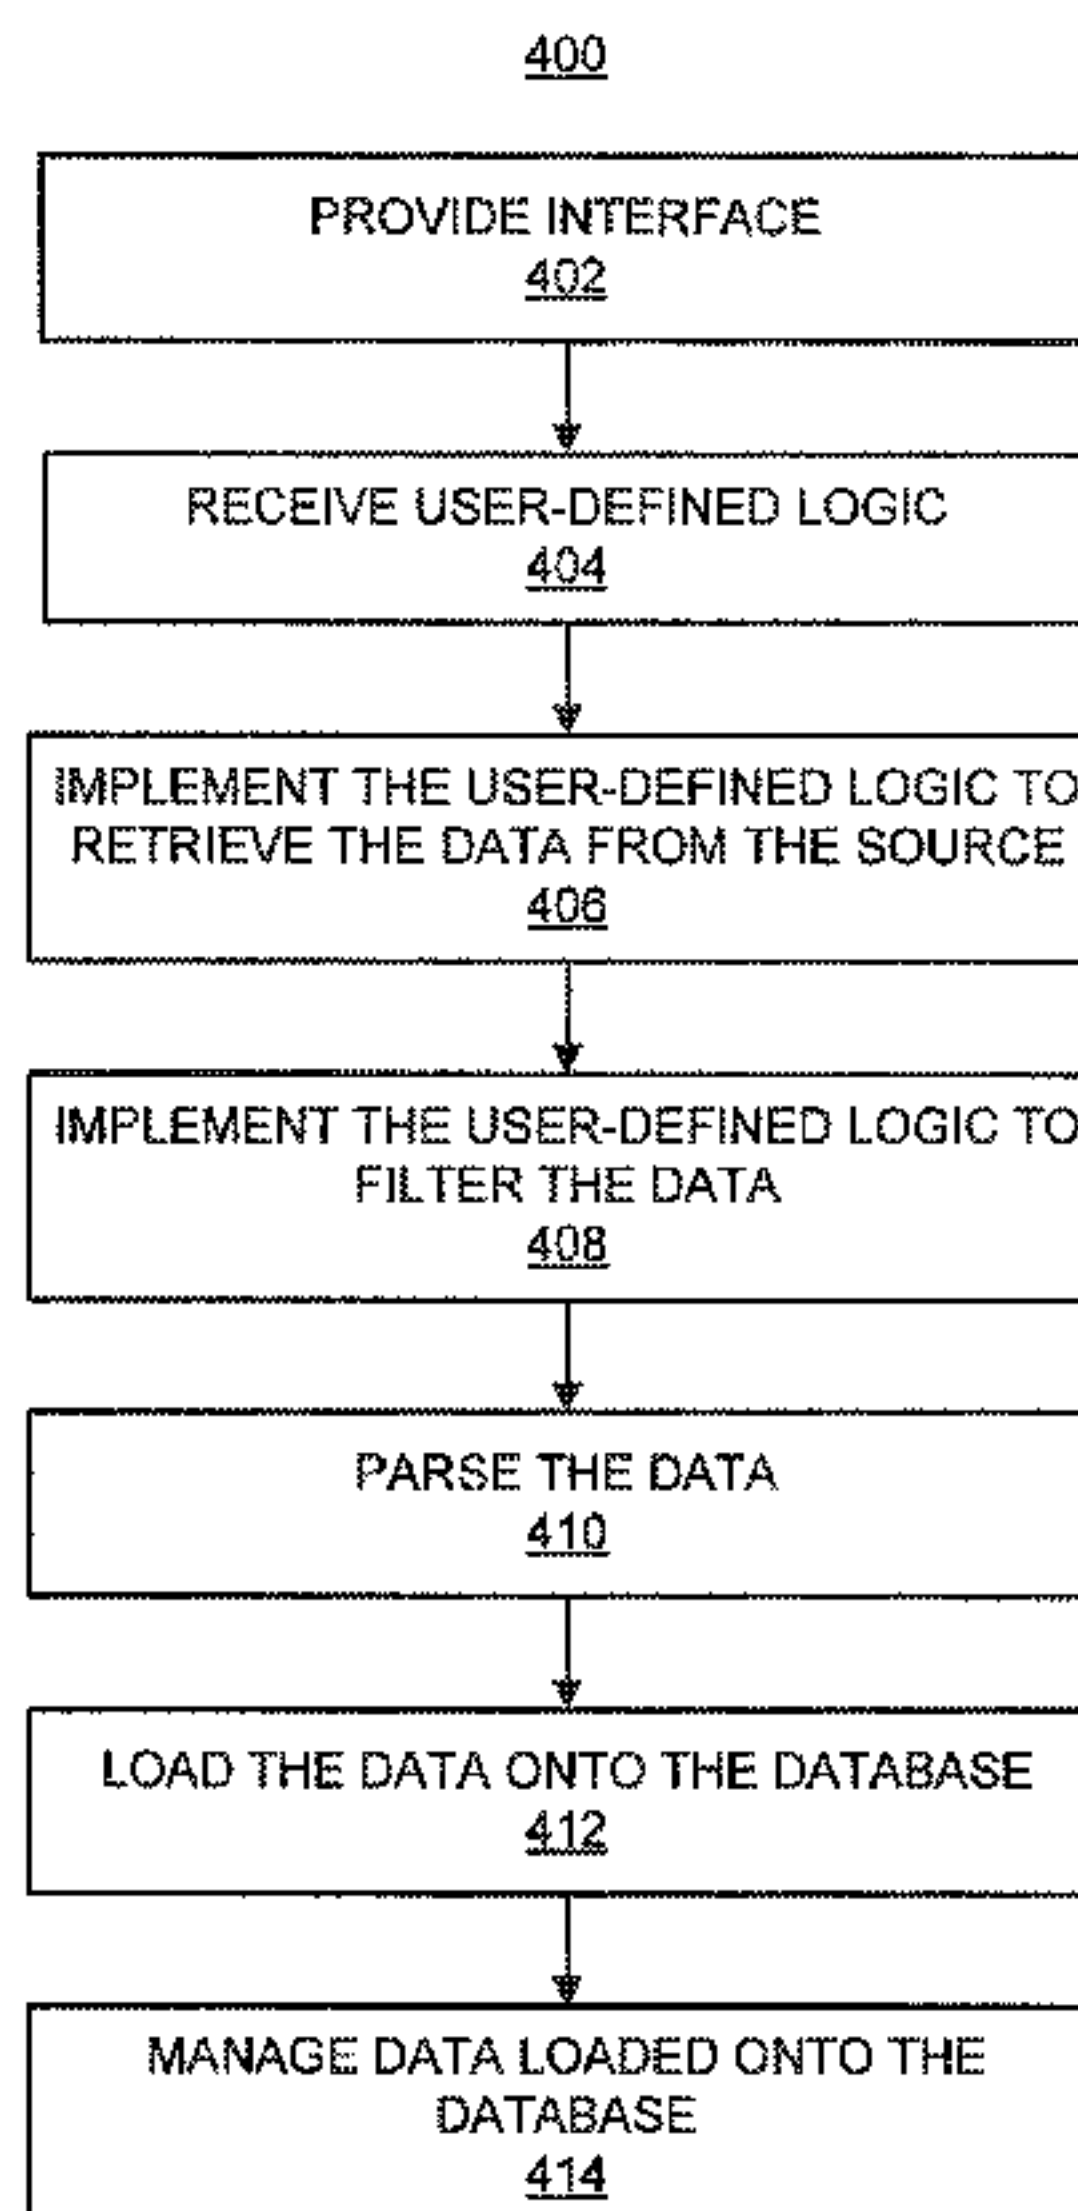 400
PROVIDE INTERFACE
402
RECEIVE USER-DEFINED LOGIC
404
IMPLEMENT THE USER-DEFINED LOGIC TO
RETRIEVE THE DATA FROM THE SOURCE
406
IMPLEMENT THE USER-DEFINED LOGIC TO
FILTER THE DATA
408
PARSE THE DATA
410
LOAD THE DATA ONTO THE DATABASE
412
MANAGE DATA LOADED ONTO THE
DATABASE
414